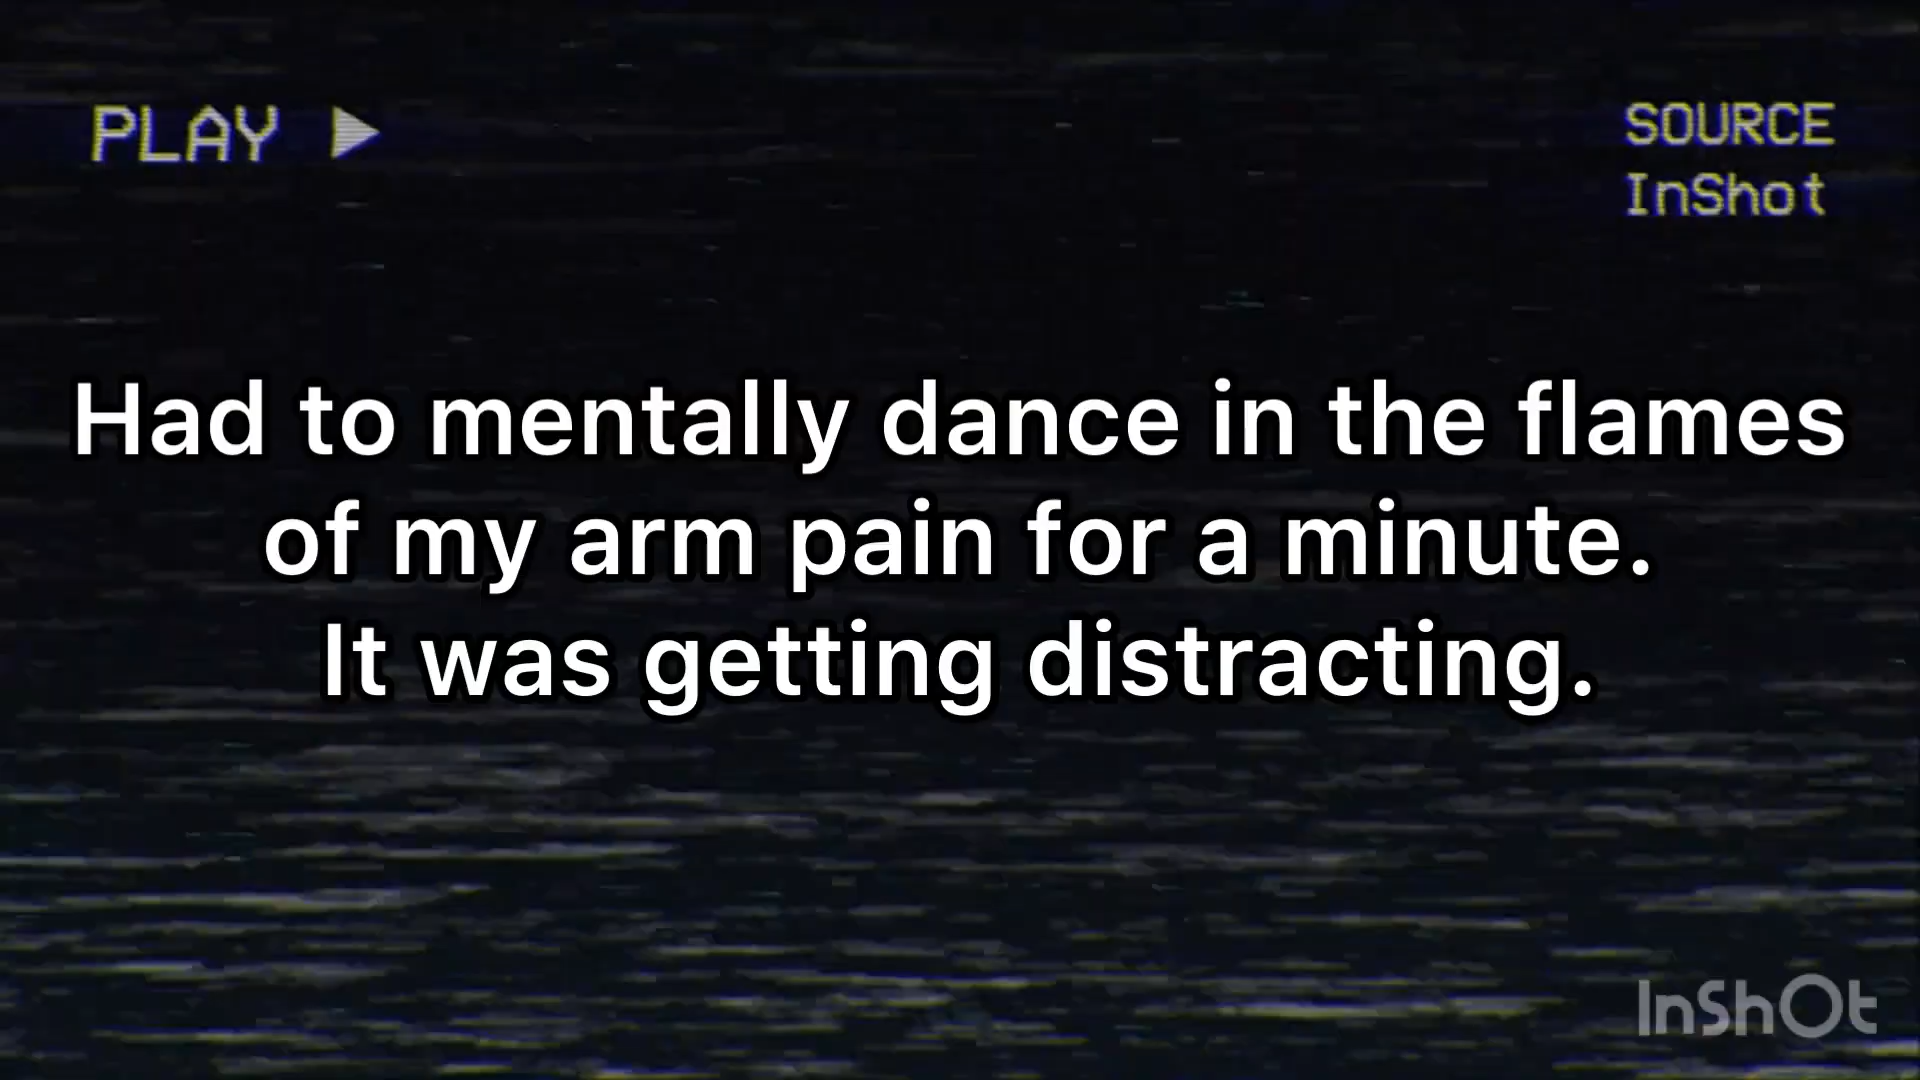 PLAY
SOURCE
InShot
Had to mentally dance in the flames
of my arm pain for a minute.
It was getting distracting.
InShOt